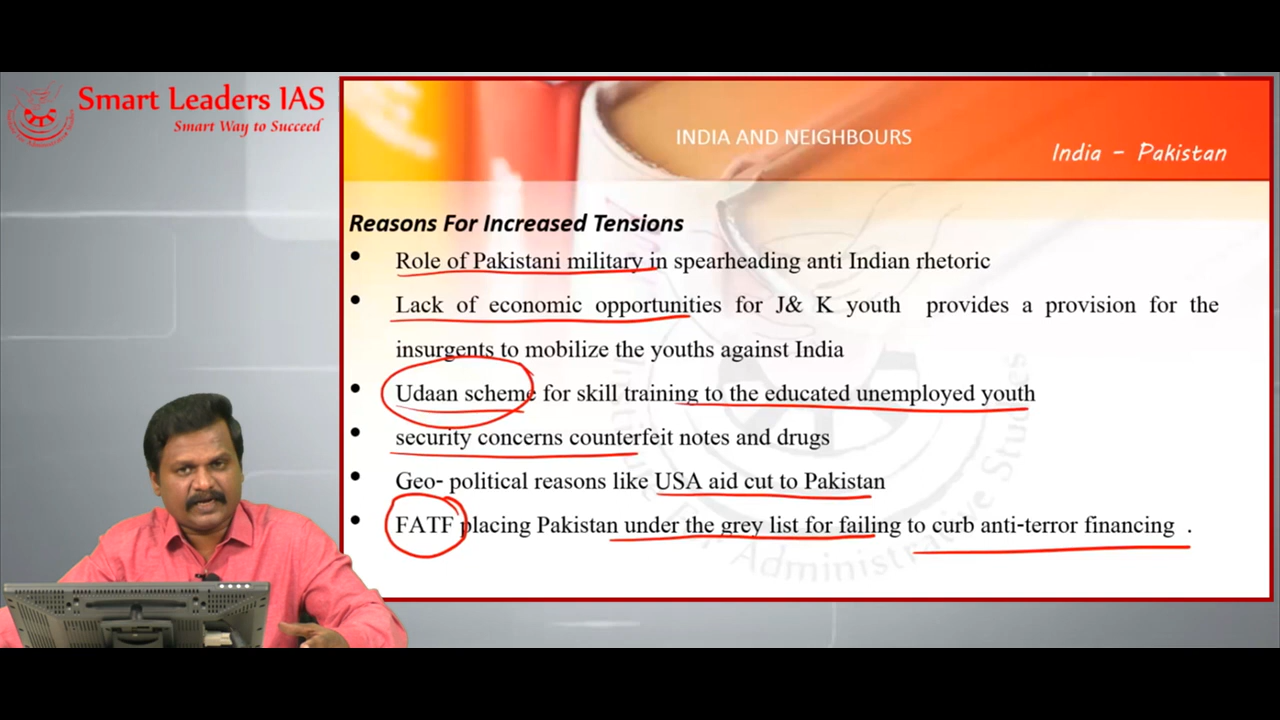 Smart Leaders IAS
Smart Way to Succeed
INDIA AND NEIGHBOURS
India - Pakistan
Reasons For Increased Tensions
• Role of Pakistani military in spearheading anti Indian rhetoric
• Lack of economic opportunities for J& K youth provides a provision for the
insurgents to mobilize the youths against India
• Udaan scheme for skill training to the educated unemployed youth
• security concerns counterfeit notes and drugs
• Geo- political reasons like USA aid cut to Pakistan
• FATF placing Pakistan under the grey list for failing to curb anti-terror financing .
For Administrative Studies